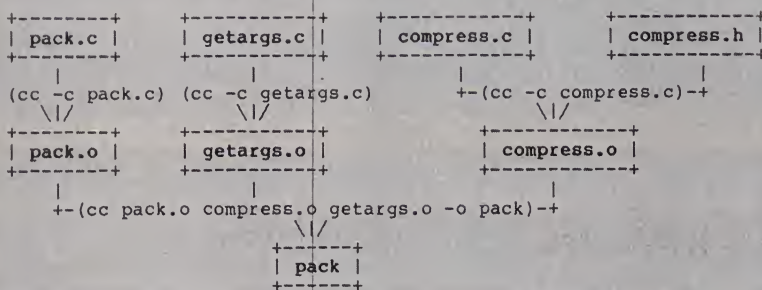 +---------+ +-----------+ +------------+ +------------+
| pack.c | | getargs.c | | compress.c | | compress.h |
+---------+ +-----------+ +------------+ +------------+
| | | |
(cc -c pack.c) (cc -c getargs.c) +-(cc -c compress.c)-+
\|/ \|/ \|/
+--------+ +-----------+ +------------+
| pack.o | | getargs.o | | compress.o |
+--------+ +-----------+ +------------+
| | |
+-(cc pack.o compress.o getargs.o -o pack)-+
\|/
+------+
| pack |
+------+